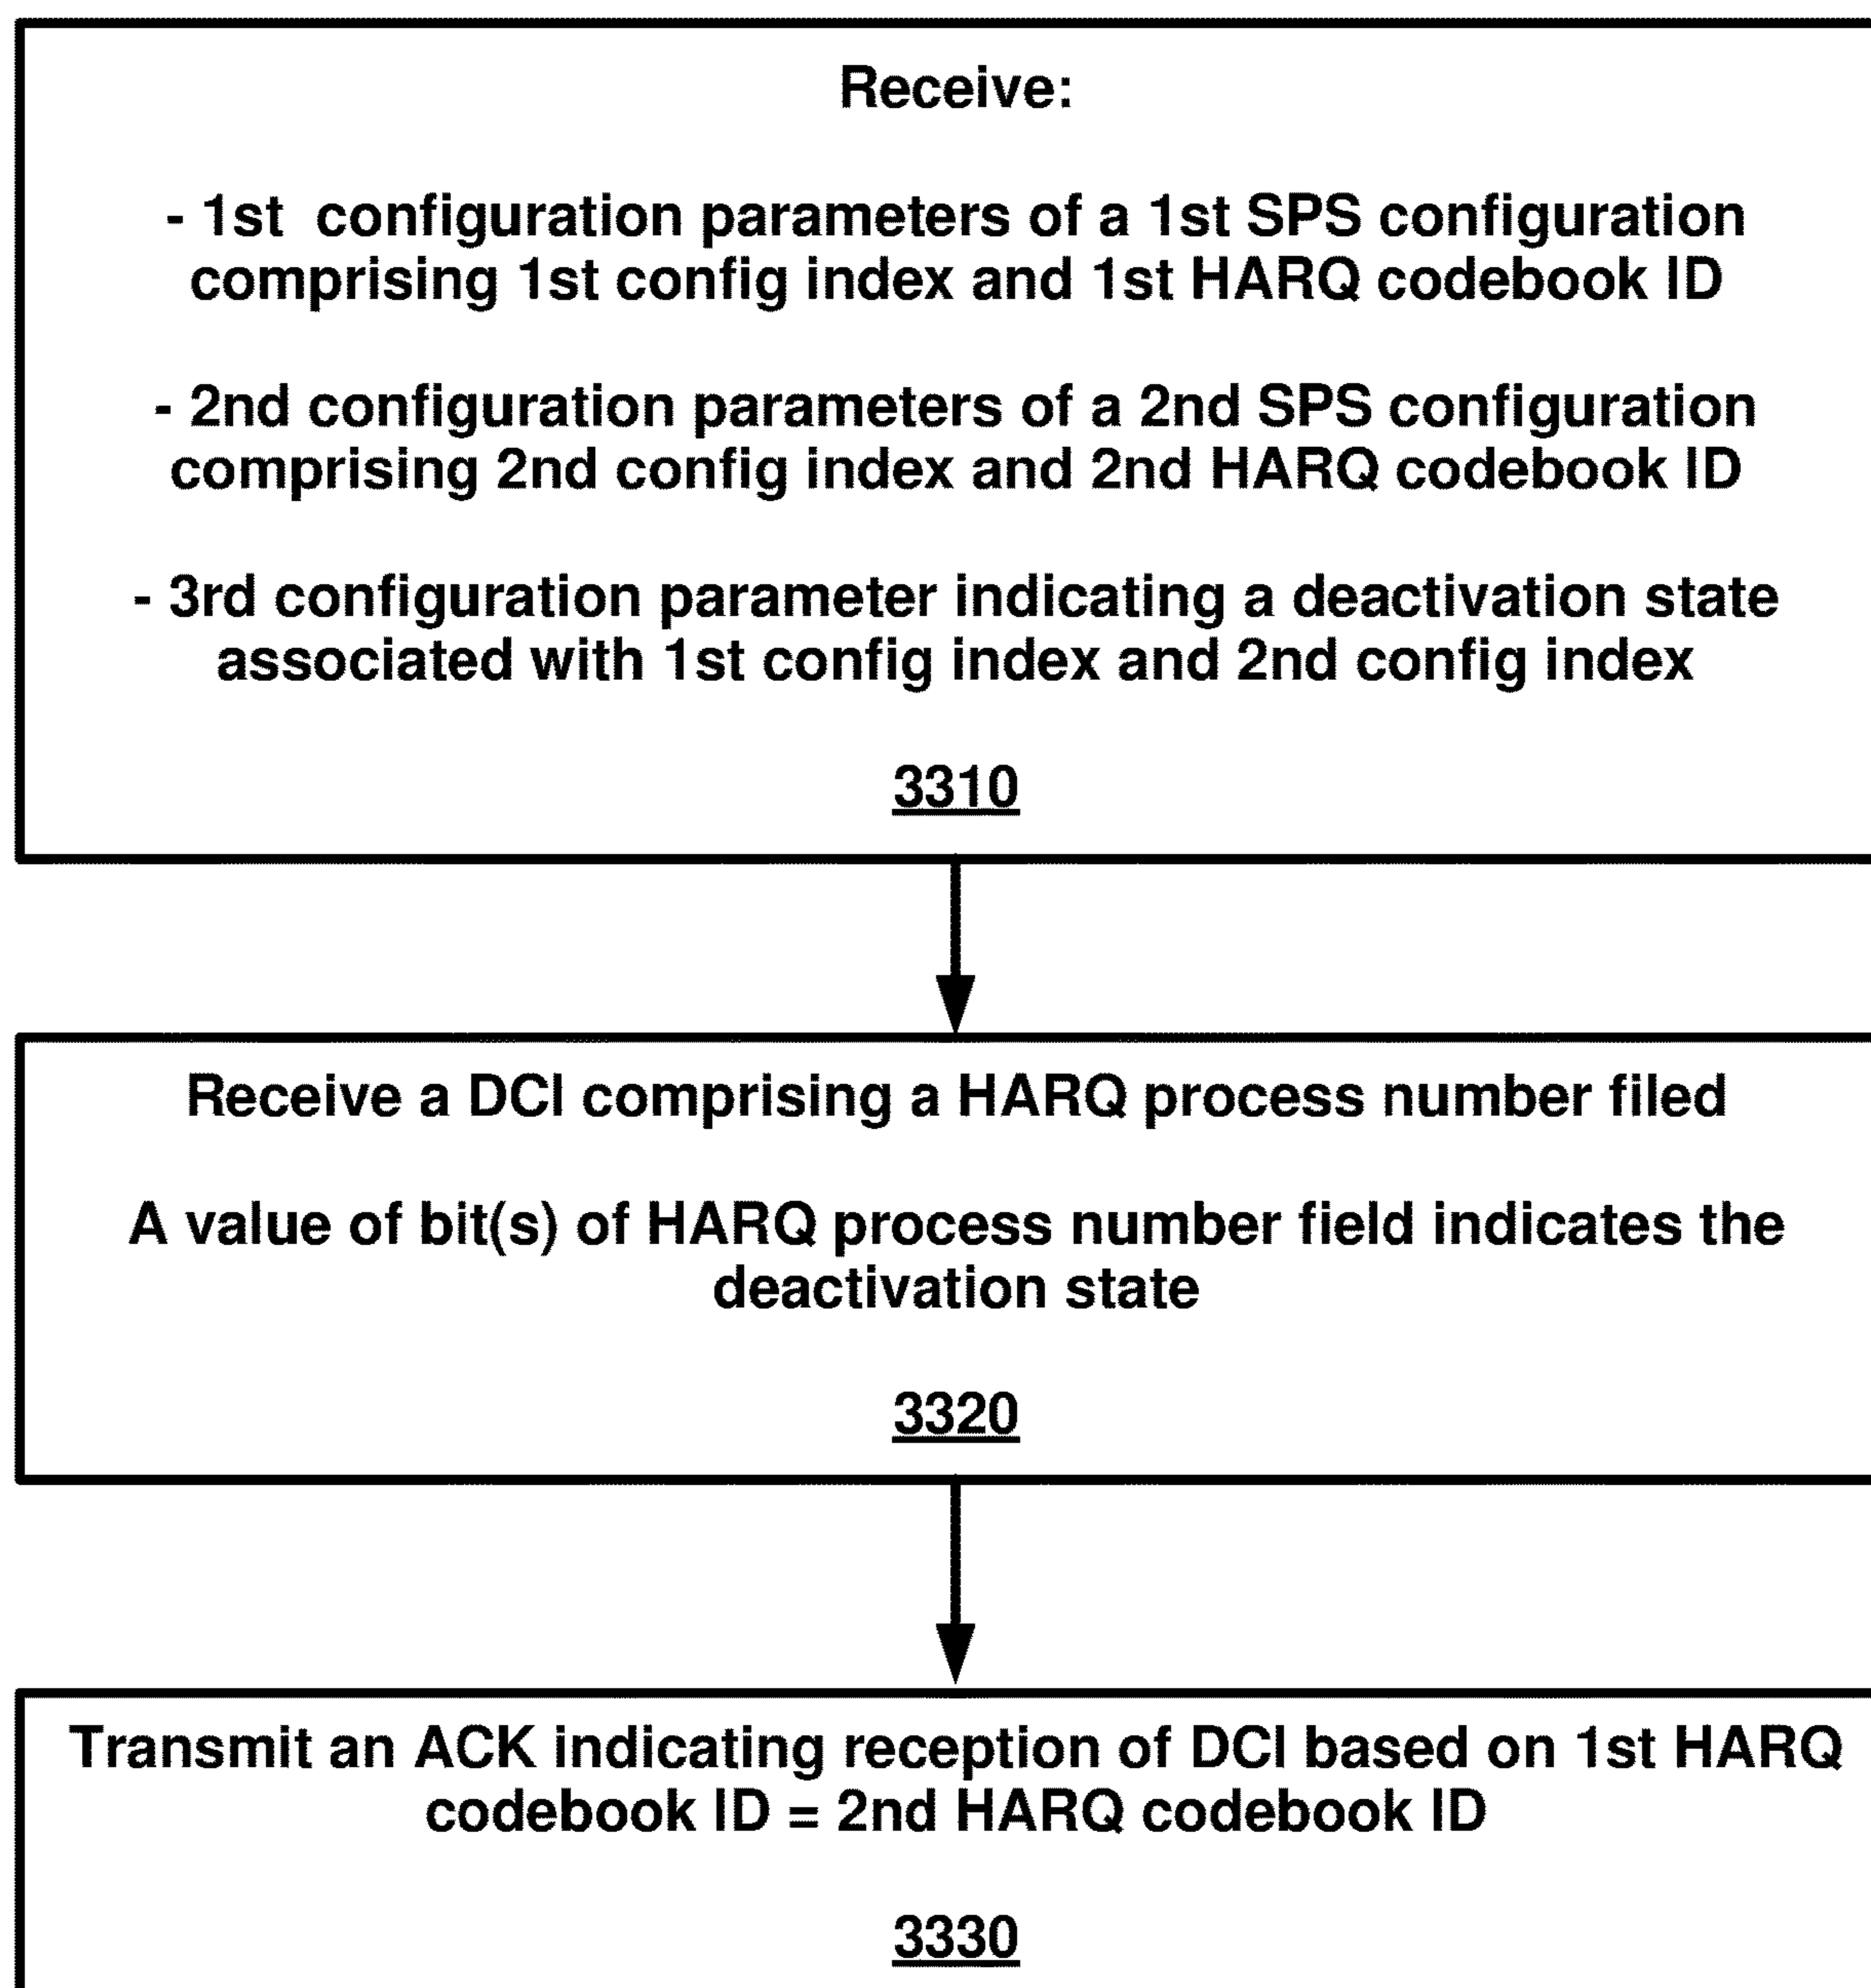 Receive:
- 1st configuration parameters of a 1st SPS configuration
comprising 1st config index and 1st HARQ codebook ID
- 2nd configuration parameters of a 2nd SPS configuration
comprising 2nd config index and 2nd HARQ codebook ID
- 3rd configuration parameter indicating a deactivation state
associated with 1st config index and 2nd config index
3310
Receive a DCI comprising a HARQ process number filed
A value of bit(s) of HARQ process number field indicates the
deactivation state
3320
Transmit an ACK indicating reception of DCI based on 1st HARQ
codebook ID = 2nd HARQ codebook ID
3330